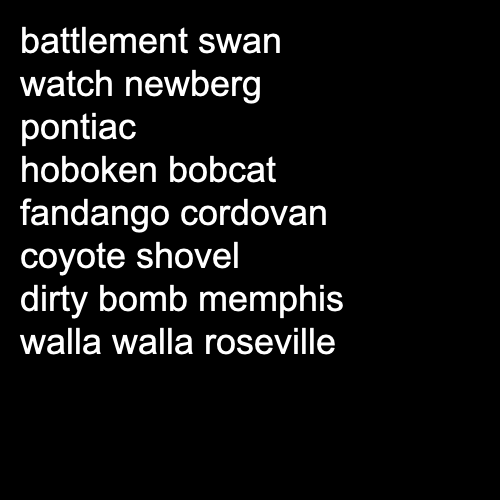 battlement swan
watch newberg
pontiac
hoboken bobcat
fandango cordovan
coyote shovel
dirty bomb memphis
walla walla roseville